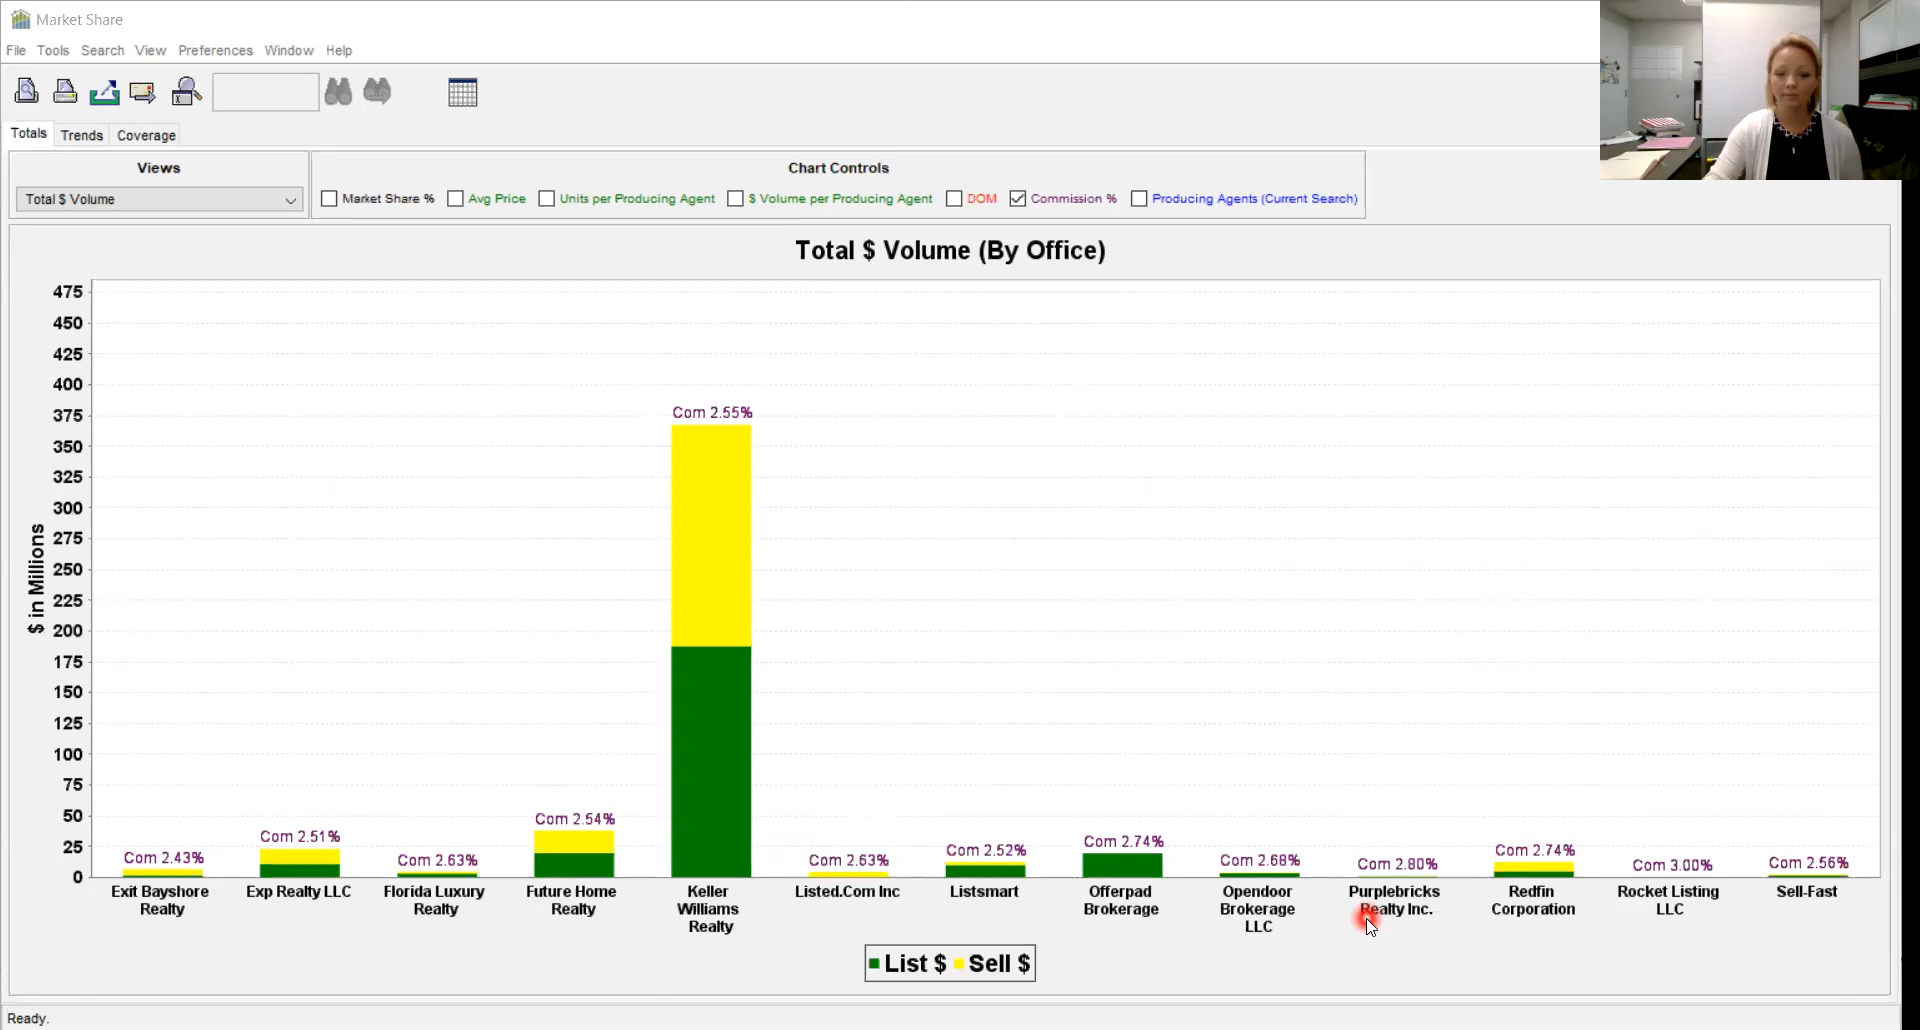 Market Share
File Tools Search View Preferences Window Help
Totals Trends Coverage
Views
Total $ Volume
Chart Controls
Market Share % Avg Price Units per Producing Agent $ Volume per Producing Agent DOM Commission % Producing Agents (Current Search)
Total $ Volume (By Office)
475
450
425
400
375
350
325
300
275
250
225
200
175
150
125
100
75
50
25
0
$ in Millions
Com 2.43%
Com 2.51%
Com 2.63%
Com 2.54%
Com 2.55%
Com 2.63%
Com 2.52%
Com 2.74%
Com 2.68%
Com 2.80%
Com 2.74%
Com 3.00%
Com 2.56%
Exit Bayshore
Realty
Exp Realty LLC
Florida Luxury
Realty
Future Home
Realty
Keller
Williams
Realty
Listed.Com Inc
Listsmart
Offerpad
Brokerage
Opendoor
Brokerage
LLC
Purplebricks
Realty Inc.
Redfin
Corporation
Rocket Listing
LLC
Sell-Fast
List $ Sell $
Ready.